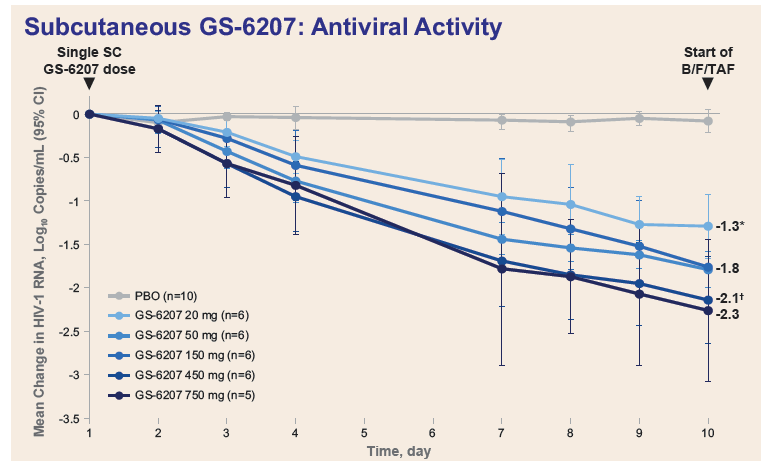 Subcutaneous GS-6207: Antiviral Activity
Single SC
GS-6207 dose
Start of
B/F/TAF
Mean Change in HIV-1 RNA, Log₁₀ Copies/mL (95% CI)
0
-0.5
-1
-1.5
-2
-2.5
-3
-3.5
-1.3*
-1.8
-2.1†
-2.3
PBO (n=10)
GS-6207 20 mg (n=6)
GS-6207 50 mg (n=6)
GS-6207 150 mg (n=6)
GS-6207 450 mg (n=6)
GS-6207 750 mg (n=5)
1 2 3 4 5 6 7 8 9 10
Time, day